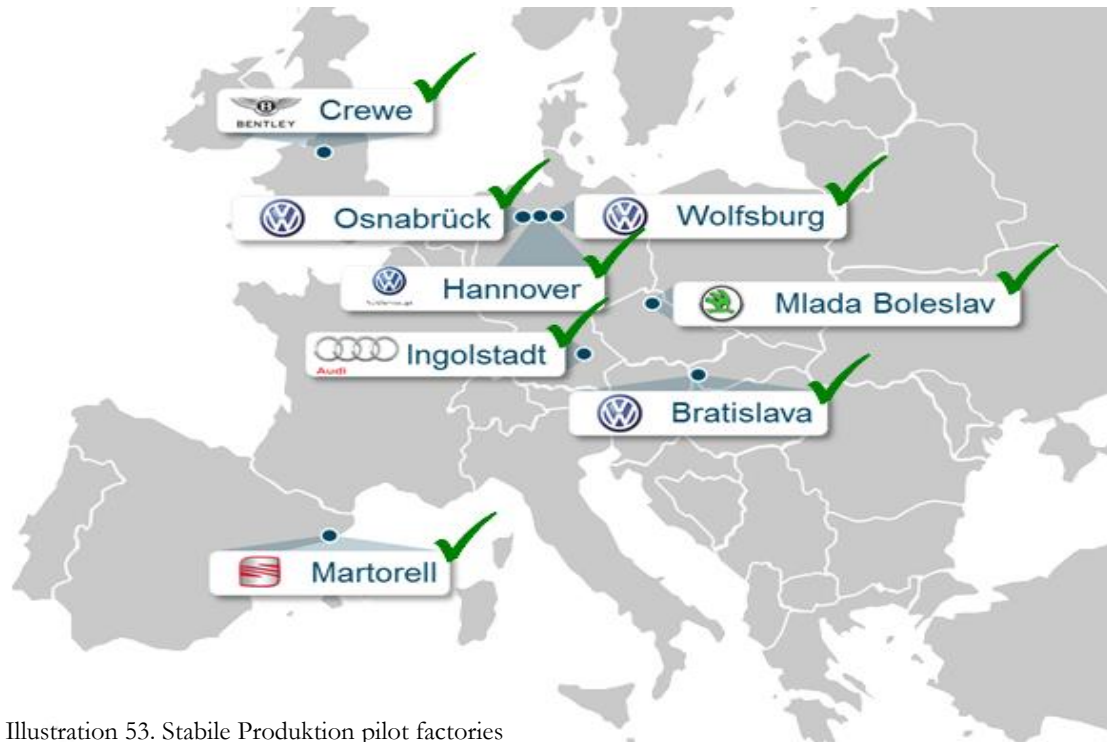 BENTLEY
Crewe
Osnabrück
Wolfsburg
Hannover
Mlada Boleslav
Audi
Ingolstadt
Bratislava
Martorell
Illustration 53. Stabile Produktion pilot factories